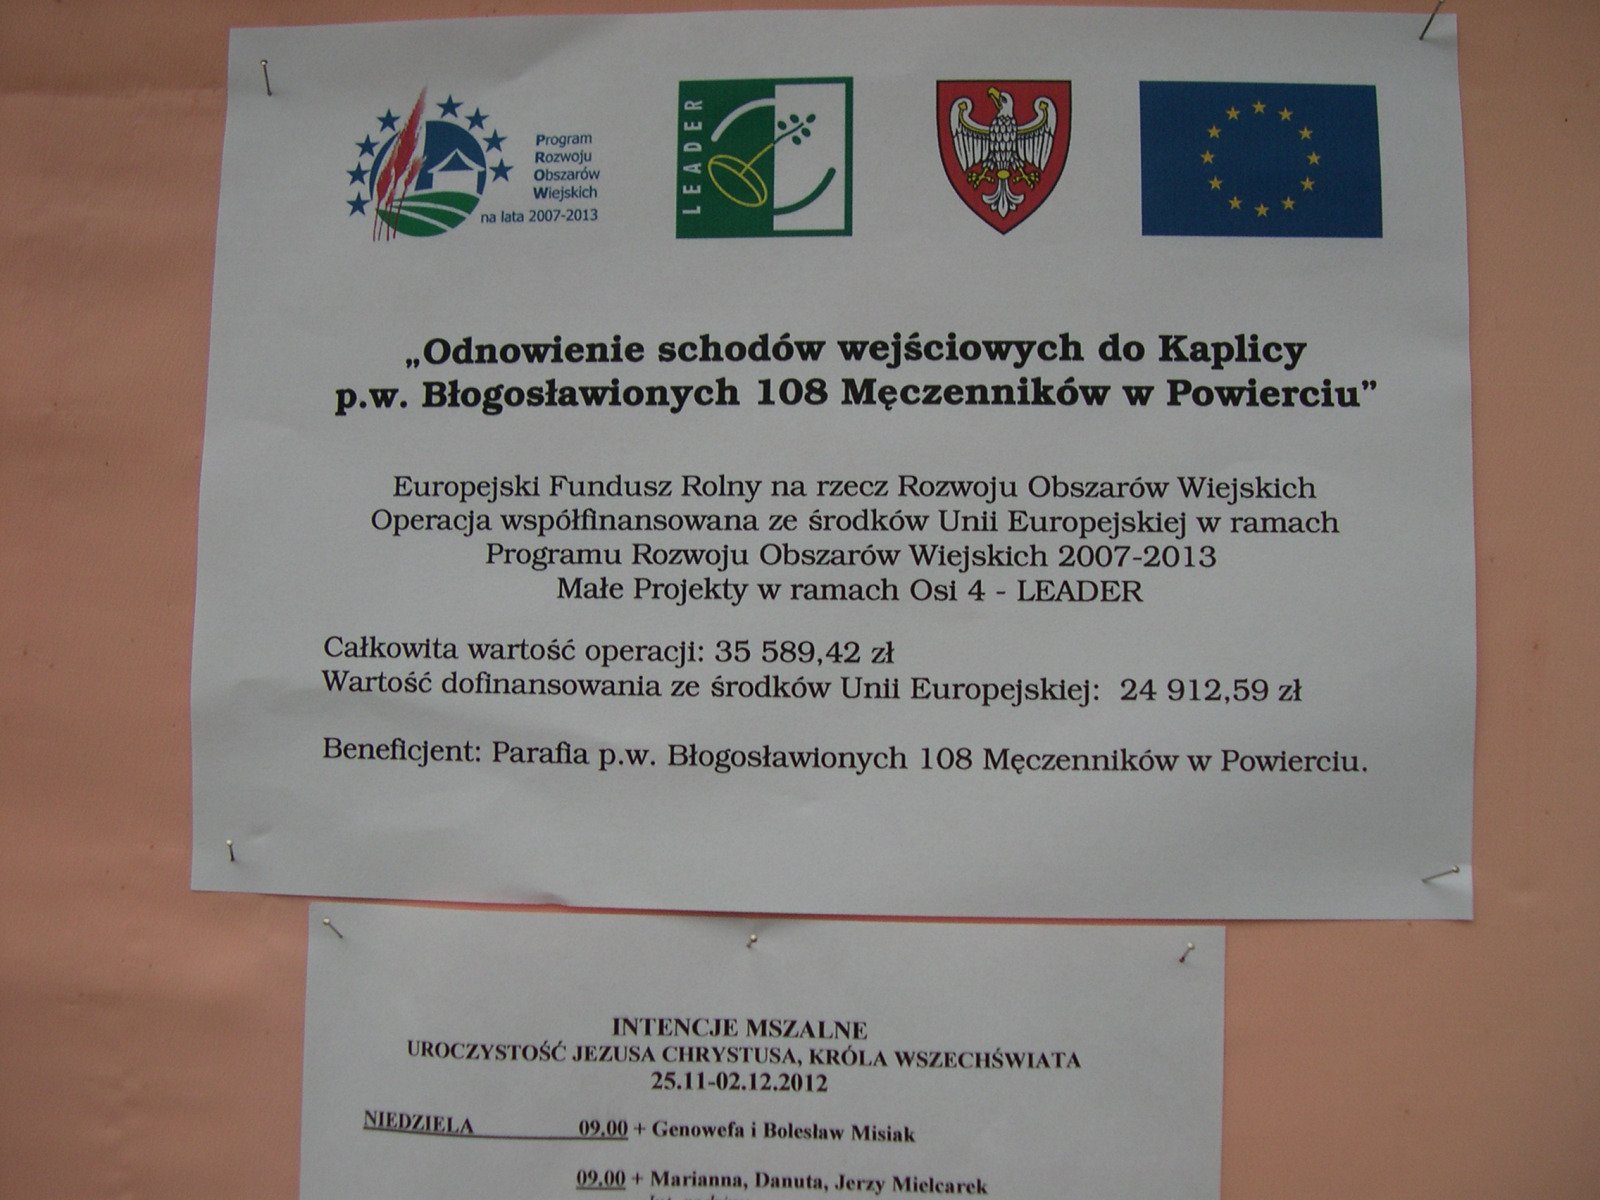 Program
Rozwoju
Obszarów
Wiejskich
na lata 2007-2013
LEADER
„Odnowienie schodów wejściowych do Kaplicy
p.w. Błogosławionych 108 Męczenników w Powierciu”
Europejski Fundusz Rolny na rzecz Rozwoju Obszarów Wiejskich
Operacja współfinansowana ze środków Unii Europejskiej w ramach
Programu Rozwoju Obszarów Wiejskich 2007-2013
Małe Projekty w ramach Osi 4 - LEADER
Całkowita wartość operacji: 35 589,42 zł
Wartość dofinansowania ze środków Unii Europejskiej: 24 912,59 zł
Beneficjent: Parafia p.w. Błogosławionych 108 Męczenników w Powierciu.
INTENCJE MSZALNE
UROCZYSTOŚĆ JEZUSA CHRYSTUSA, KRÓLA WSZECHŚWIATA
25.11-02.12.2012
NIEDZIELA 09.00 + Genowefa i Bolesław Misiak
09.00 + Marianna, Danuta, Jerzy Mielcarek